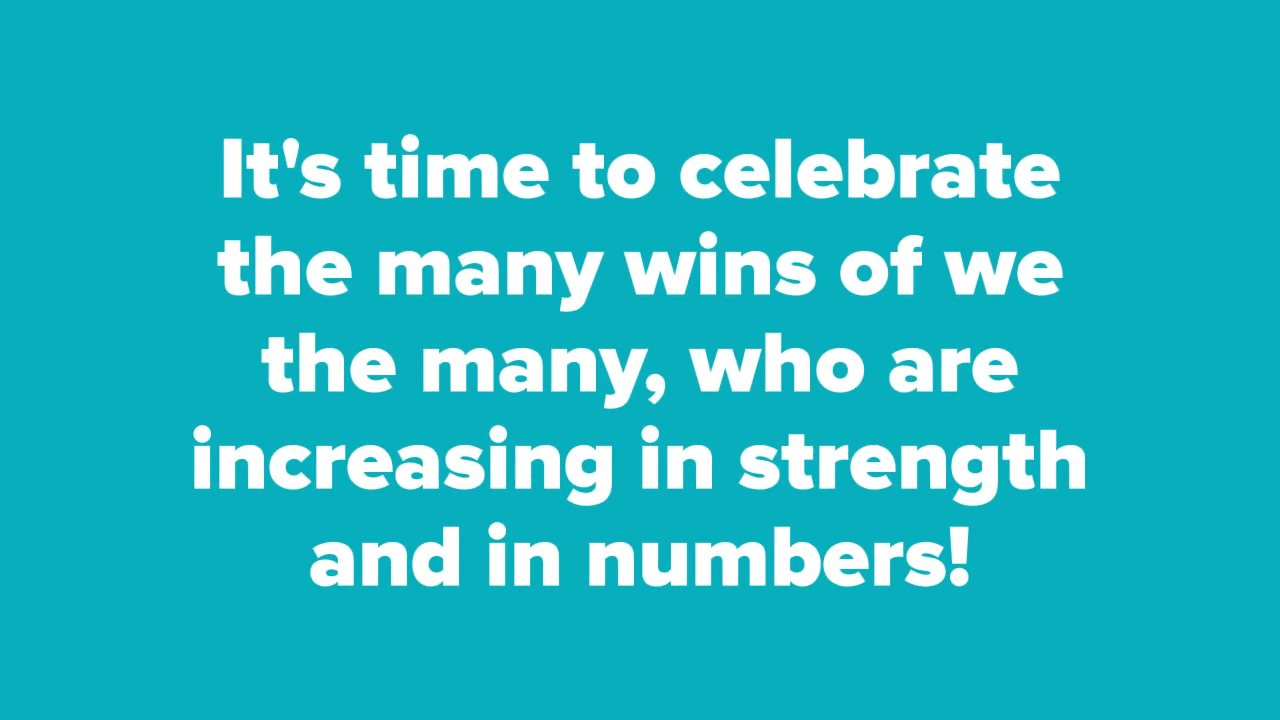 It's time to celebrate
the many wins of we
the many, who are
increasing in strength
and in numbers!